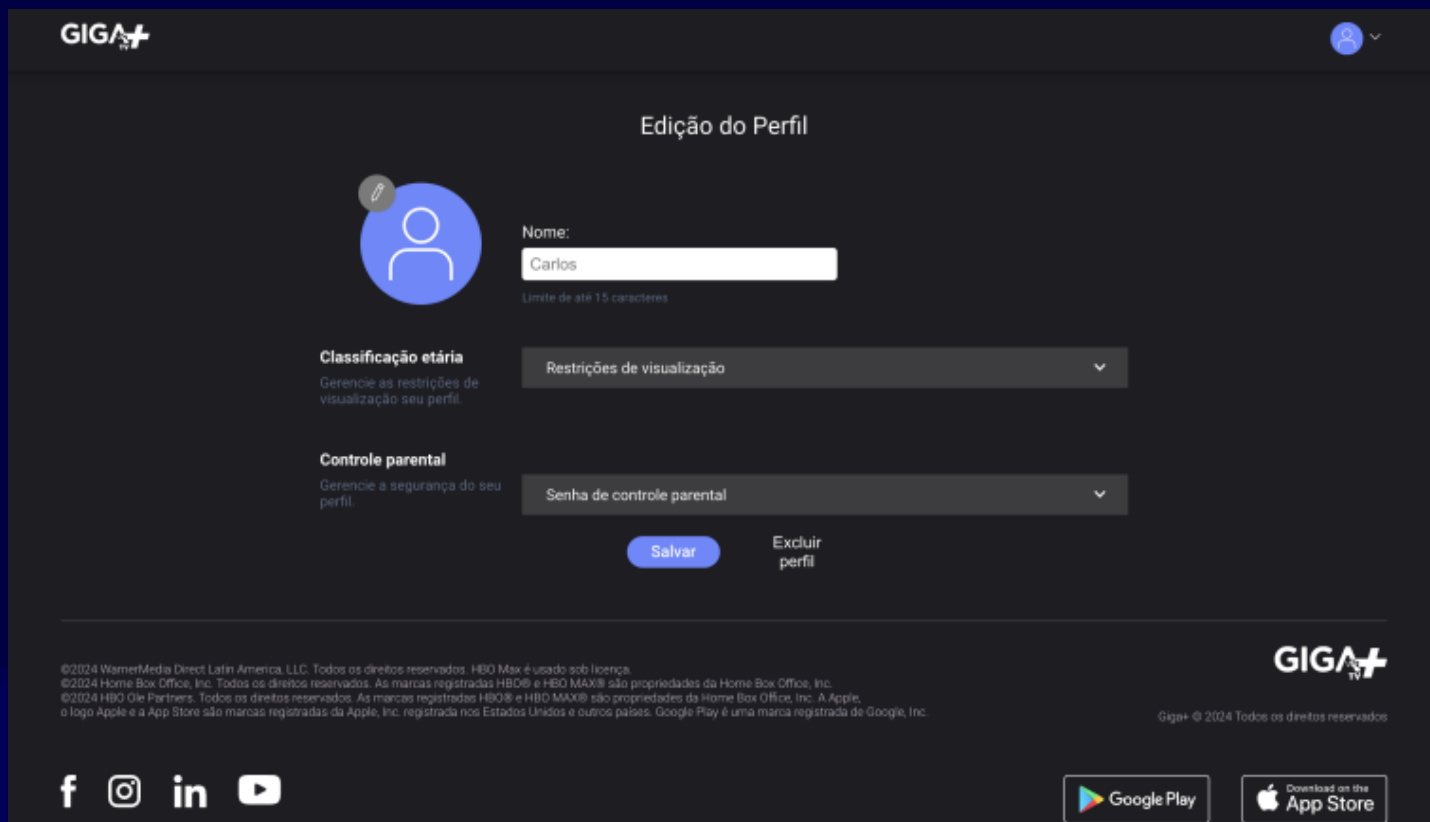 GIGA+ TV
Edição do Perfil
Nome:
Carlos
Limite de até 15 caracteres
Classificação etária
Gerencie as restrições de
visualização seu perfil.
Restrições de visualização
Controle parental
Gerencie a segurança do seu
perfil.
Senha de controle parental
Salvar
Excluir
perfil
©2024 WarnerMedia Direct Latin America, LLC. Todos os direitos reservados. HBO Max é usado sob licença.
©2024 Home Box Office, Inc. Todos os direitos reservados. As marcas registradas HBO® e HBO MAX® são propriedades da Home Box Office, Inc.
©2024 HBO Ole Partners. Todos os direitos reservados. As marcas registradas HBO® e HBO MAX® são propriedades da Home Box Office, Inc. A Apple,
o logo Apple e a App Store são marcas registradas da Apple, Inc. registrada nos Estados Unidos e outros países. Google Play é uma marca registrada de Google, Inc.
GIGA+ TV
Giga+ © 2024 Todos os direitos reservados
f
in
Google Play
Download on the
App Store